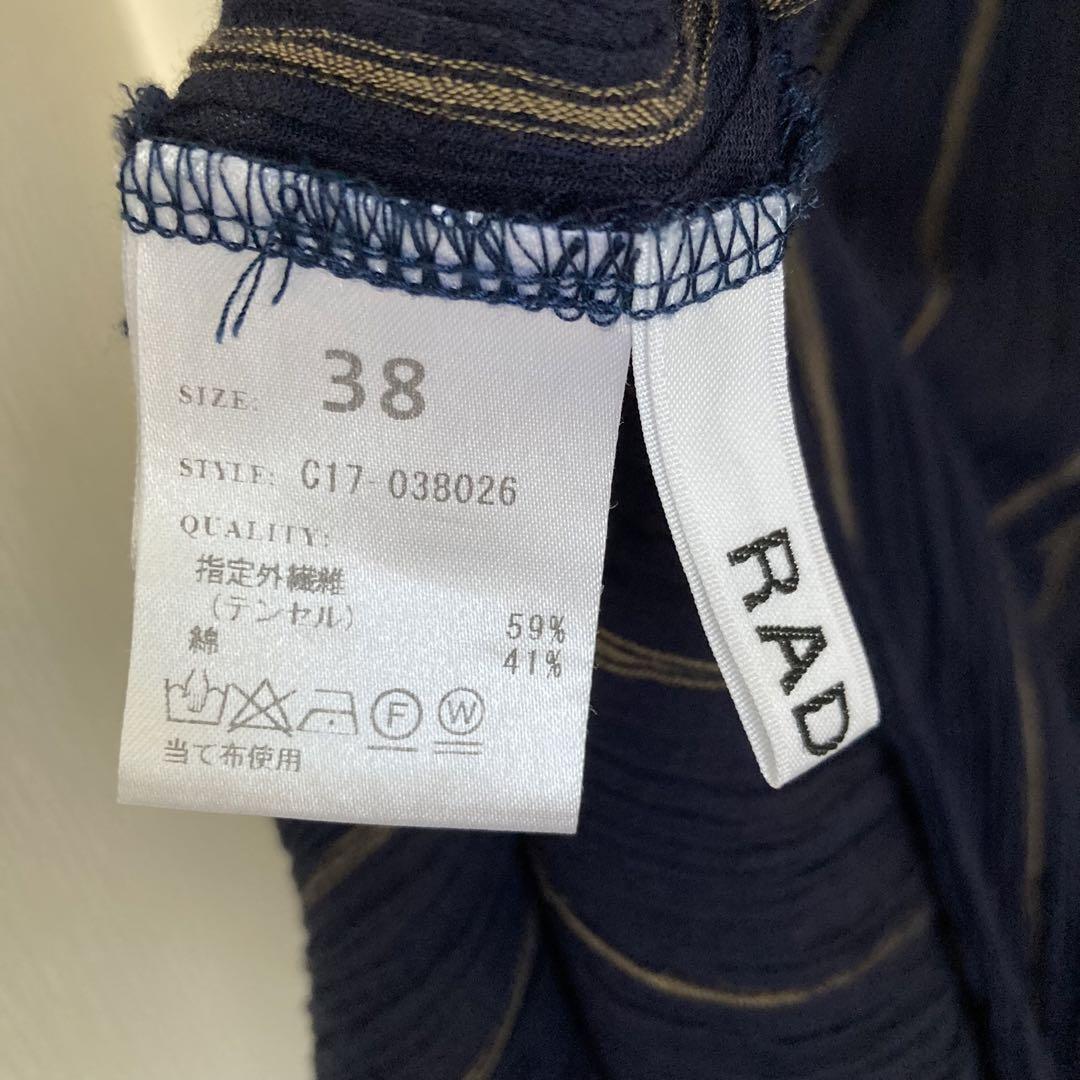 SIZE: 38
STYLE: C17-038026
QUALITY:
指定外繊維
(テンセル) 59%
綿 41%
F W
当て布使用
RAD